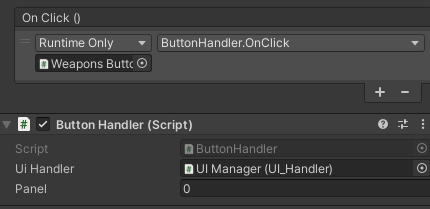 On Click ()
Runtime Only ButtonHandler.OnClick
Weapons Butto
Button Handler (Script)
Script ButtonHandler
Ui Handler UI Manager (UI_Handler)
Panel 0